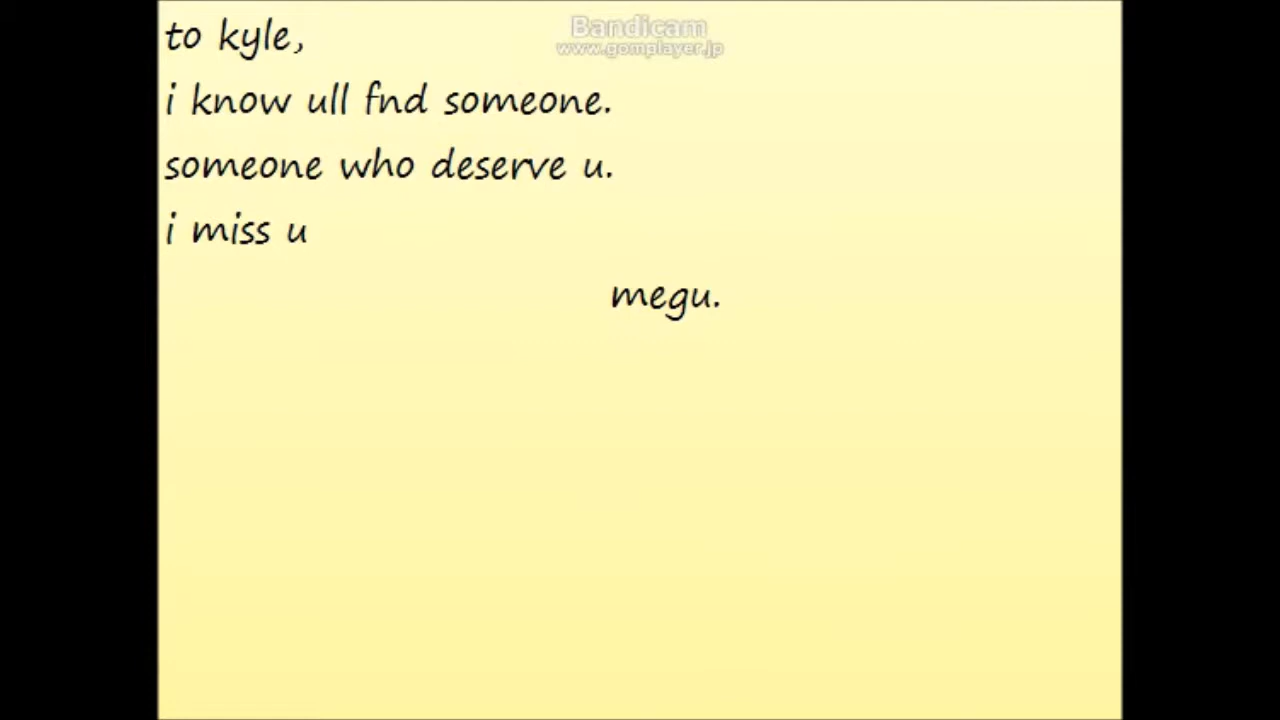 Bandicam
www.gomplayer.jp
to kyle,
i know ull fnd someone.
someone who deserve u.
i miss u
megu.